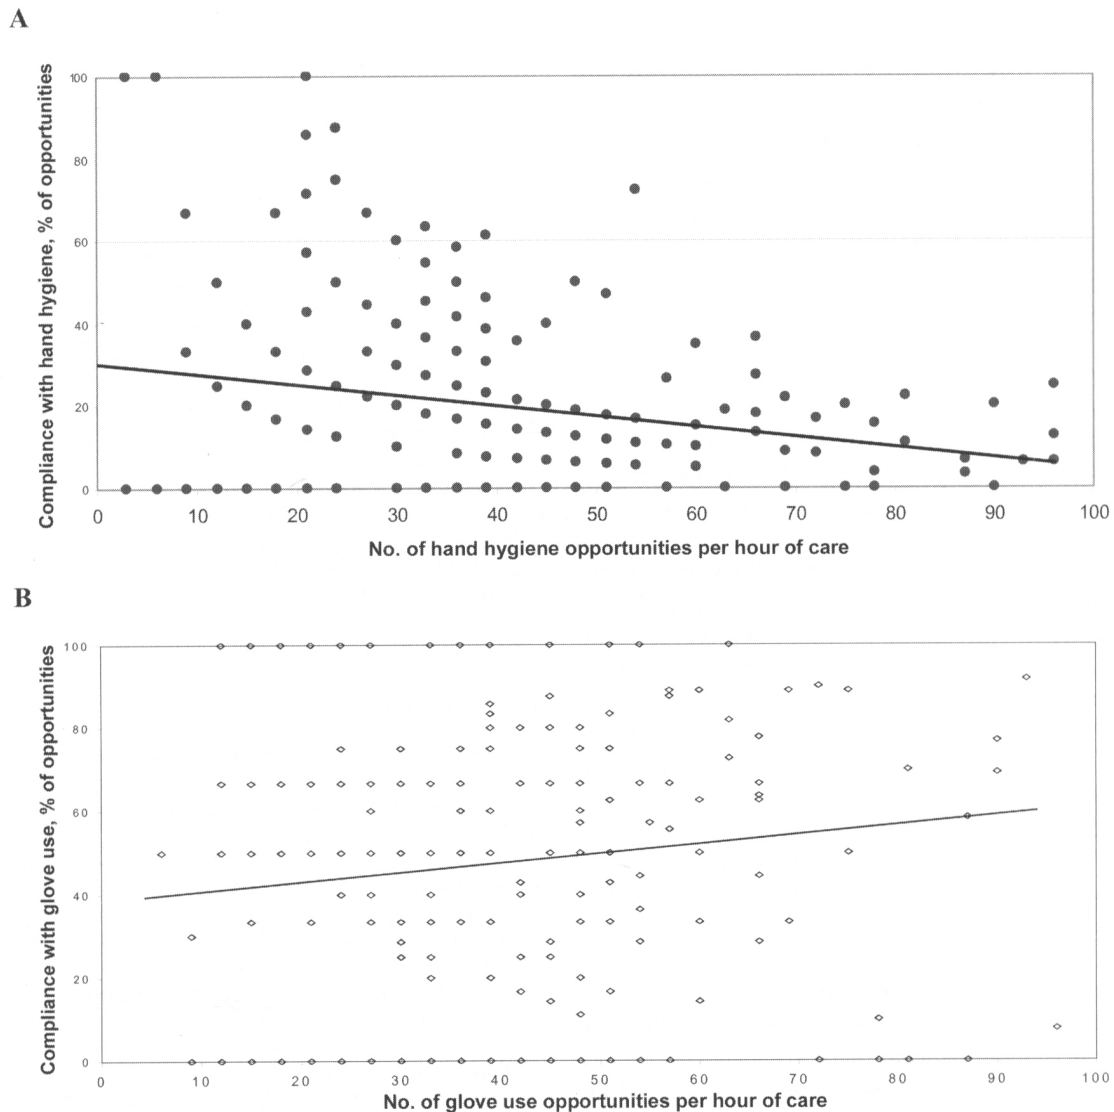 A
Compliance with hand hygiene, % of opportunities
100
80
60
40
20
0
0 10 20 30 40 50 60 70 80 90 100
No. of hand hygiene opportunities per hour of care
B
Compliance with glove use, % of opportunities
100
80
60
40
20
0
0 10 20 30 40 50 60 70 80 90 100
No. of glove use opportunities per hour of care